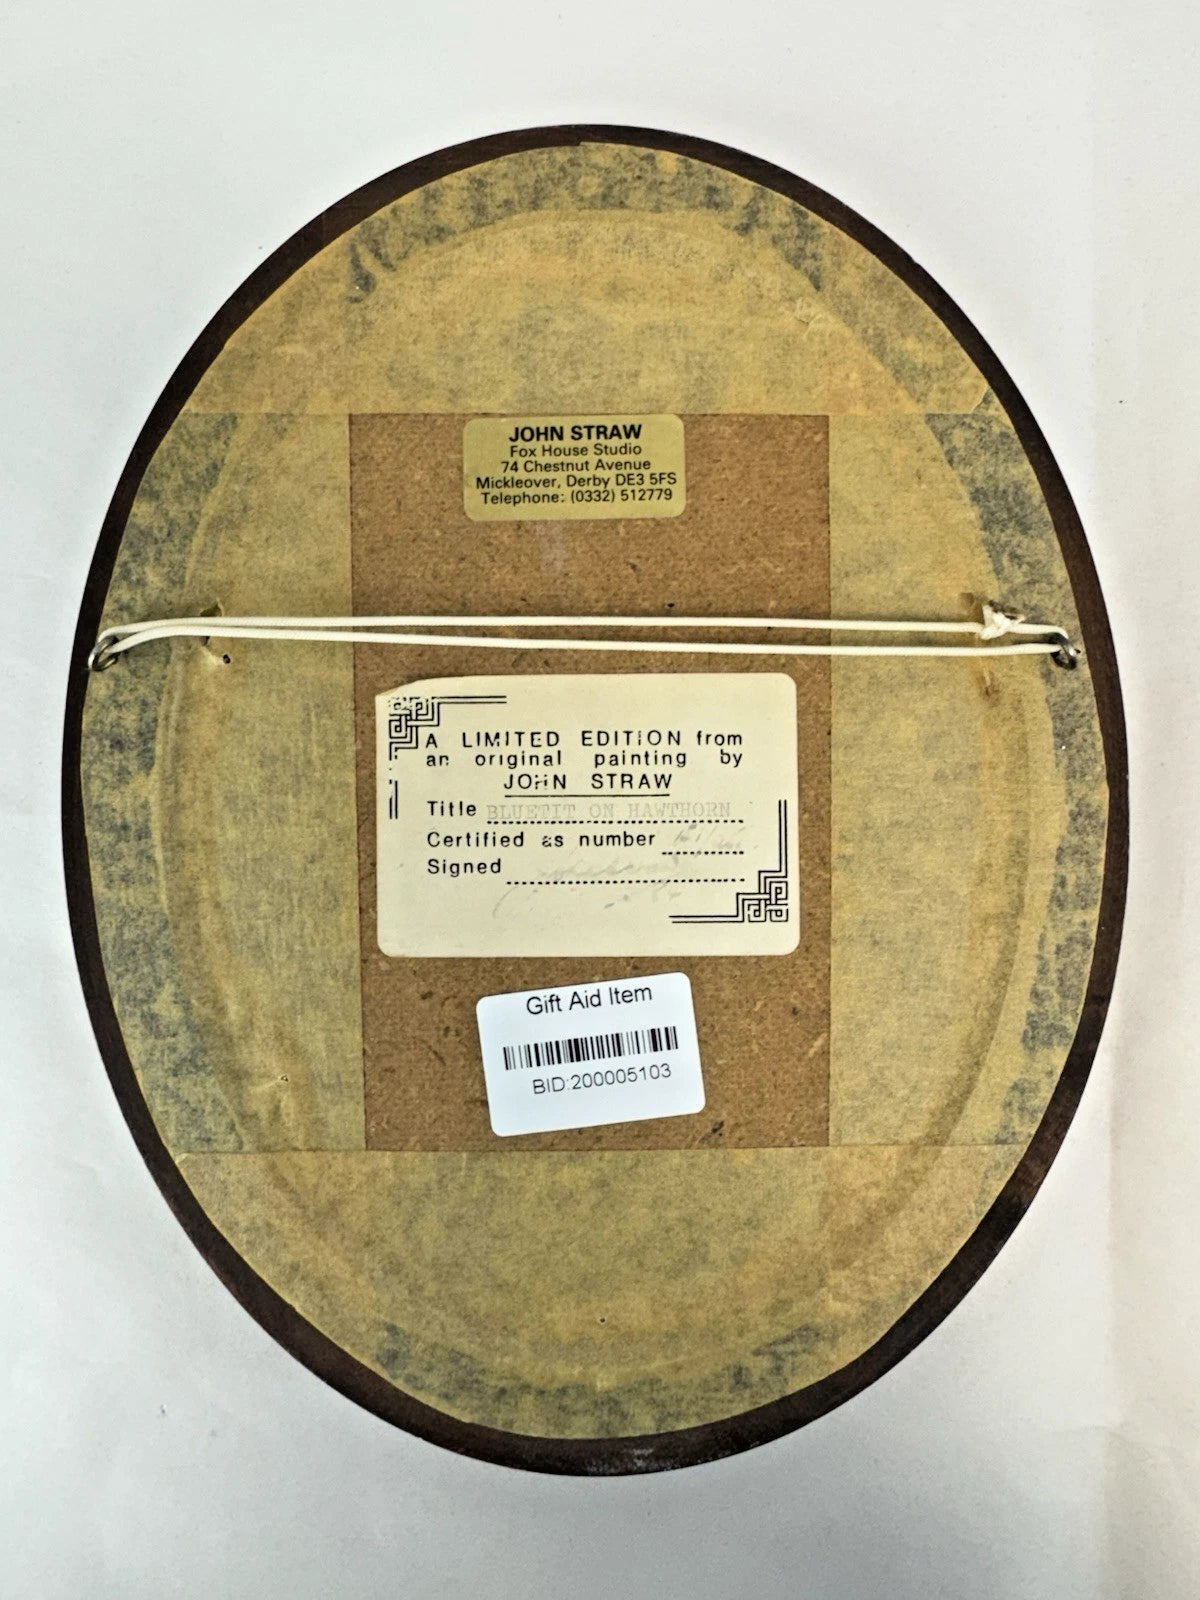 JOHN STRAW
Fox House Studio
74 Chestnut Avenue
Mickleover, Derby DE3 5FS
Telephone: (0332) 512779
A LIMITED EDITION from
an original painting by
JOHN STRAW
Title BLUETIT ON HAWTHORN
Certified as number
Signed
Gift Aid Item
BID:200005103